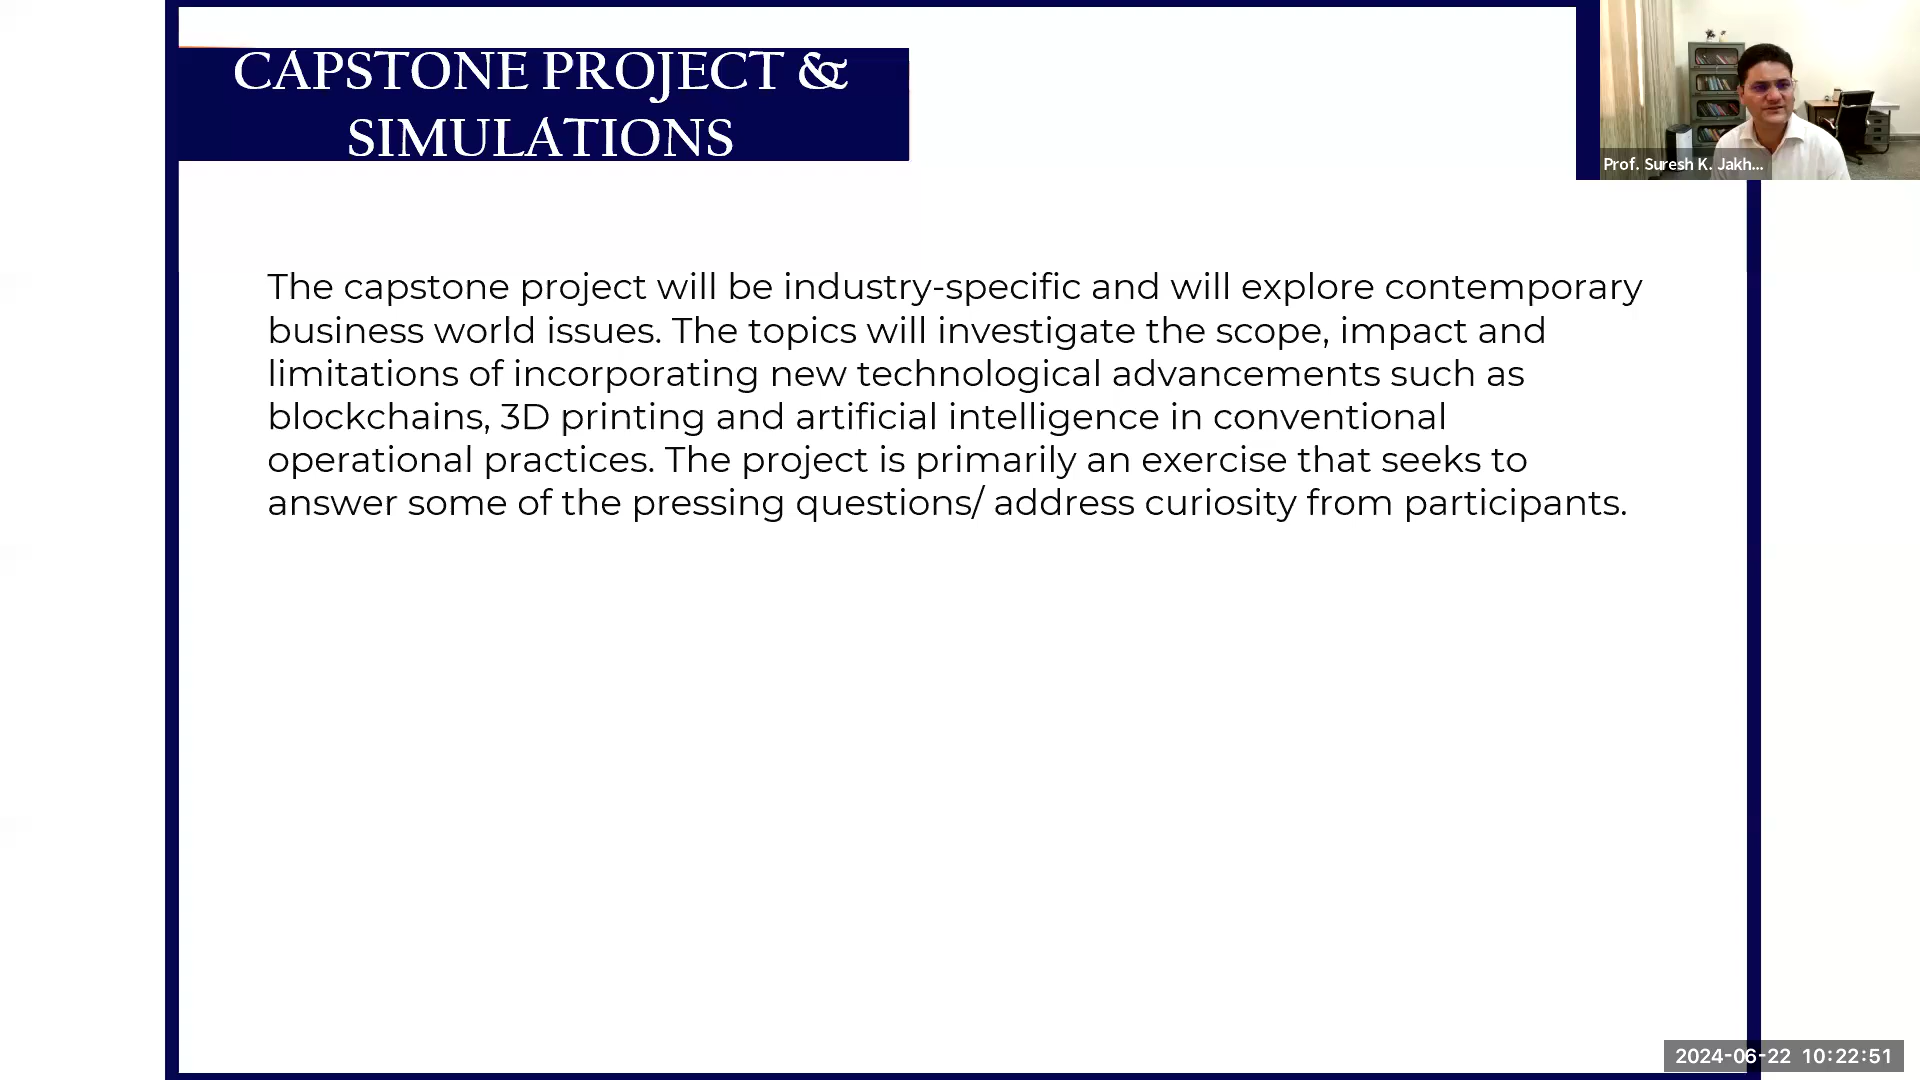 CAPSTONE PROJECT &
SIMULATIONS
Prof. Suresh K. Jakh...
The capstone project will be industry-specific and will explore contemporary
business world issues. The topics will investigate the scope, impact and
limitations of incorporating new technological advancements such as
blockchains, 3D printing and artificial intelligence in conventional
operational practices. The project is primarily an exercise that seeks to
answer some of the pressing questions/ address curiosity from participants.
2024-06-22 10:22:51